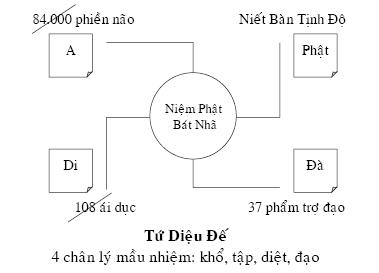 84.000 phiền não
Niết Bàn Tịnh Độ
A
Phật
Niệm Phật
Bát Nhã
Di
Đà
108 ái dục
37 phẩm trợ đạo
Tứ Diệu Đế
4 chân lý mầu nhiệm: khổ, tập, diệt, đạo